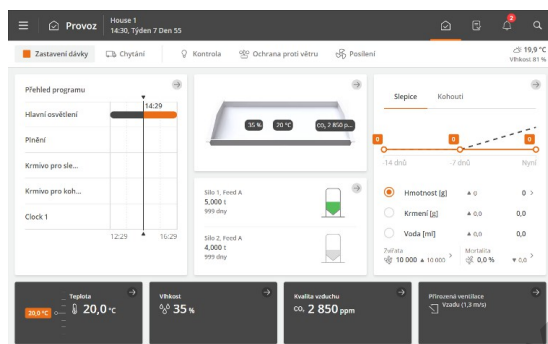 Provoz
House 1
14:30, Týden 7 Den 55
2
Zastavení dávky
Chytání
Kontrola
Ochrana proti větru
Posílení
19,9 °C
Vlhkost 81 %
Přehled programu
14:29
Hlavní osvětlení
Plnění
Krmivo pro sle...
Krmivo pro koh...
Clock 1
12:29
16:29
35 %
20 °C
CO₂ 2 850 p...
Silo 1, Feed A
5,000 t
999 dny
Silo 2, Feed A
4,000 t
999 dny
Slepice
Kohouti
0
0
0
-14 dnů
-7 dnů
Nyní
Hmotnost [g] ▲ 0 0 >
Krmení [g] ▲ 0,0 0,0
Voda [ml] ▲ 0,0 0,0
Zvířata
10 000 ▲ 10 000 >
Mortalita
0,0 % ▼ 0,0 >
Teplota
20,0 °C
20,0 °C
Vlhkost
35 %
Kvalita vzduchu
CO₂ 2 850 ppm
Přirozená ventilace
Vzadu (1,3 m/s)